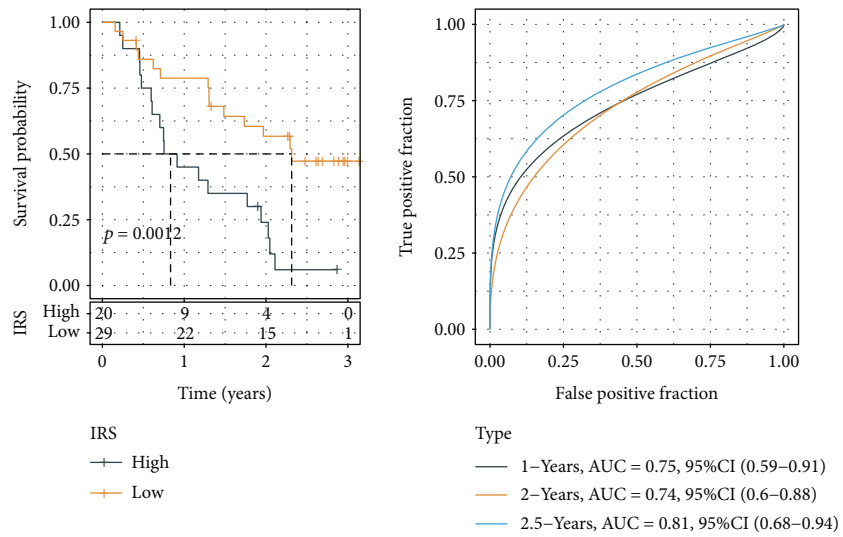 1.00
0.75
0.50
0.25
0.00
Survival probability
p = 0.0012
IRS
High 20 9 4 0
Low 29 22 15 1
0 1 2 3
Time (years)
IRS
High
Low
1.00
0.75
0.50
0.25
0.00
True positive fraction
0.00 0.25 0.50 0.75 1.00
False positive fraction
Type
1−Years, AUC = 0.75, 95%CI (0.59−0.91)
2−Years, AUC = 0.74, 95%CI (0.6−0.88)
2.5−Years, AUC = 0.81, 95%CI (0.68−0.94)